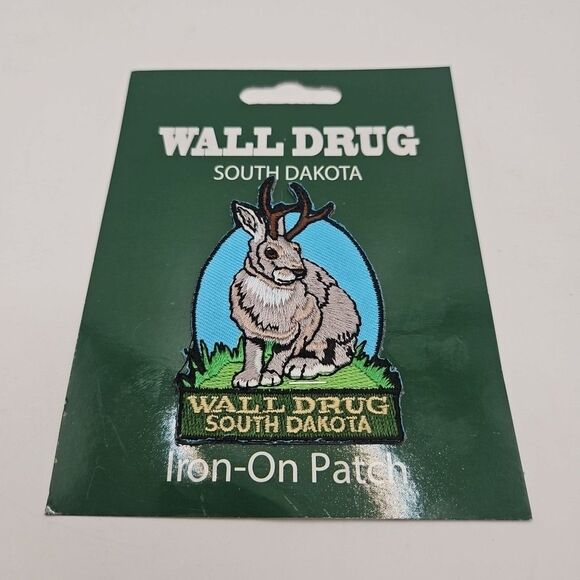 WALL DRUG
SOUTH DAKOTA
WALL DRUG
SOUTH DAKOTA
Iron-On Patch